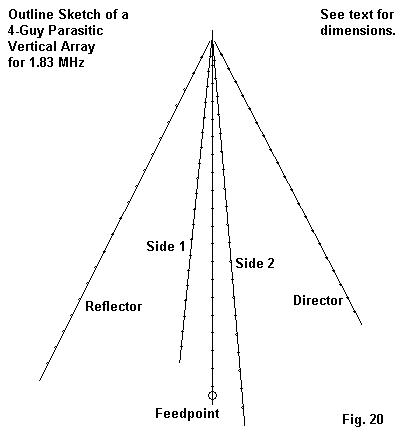 Outline Sketch of a
4-Guy Parasitic
Vertical Array
for 1.83 MHz
See text for
dimensions.
Side 1
Side 2
Reflector
Director
Feedpoint
Fig. 20